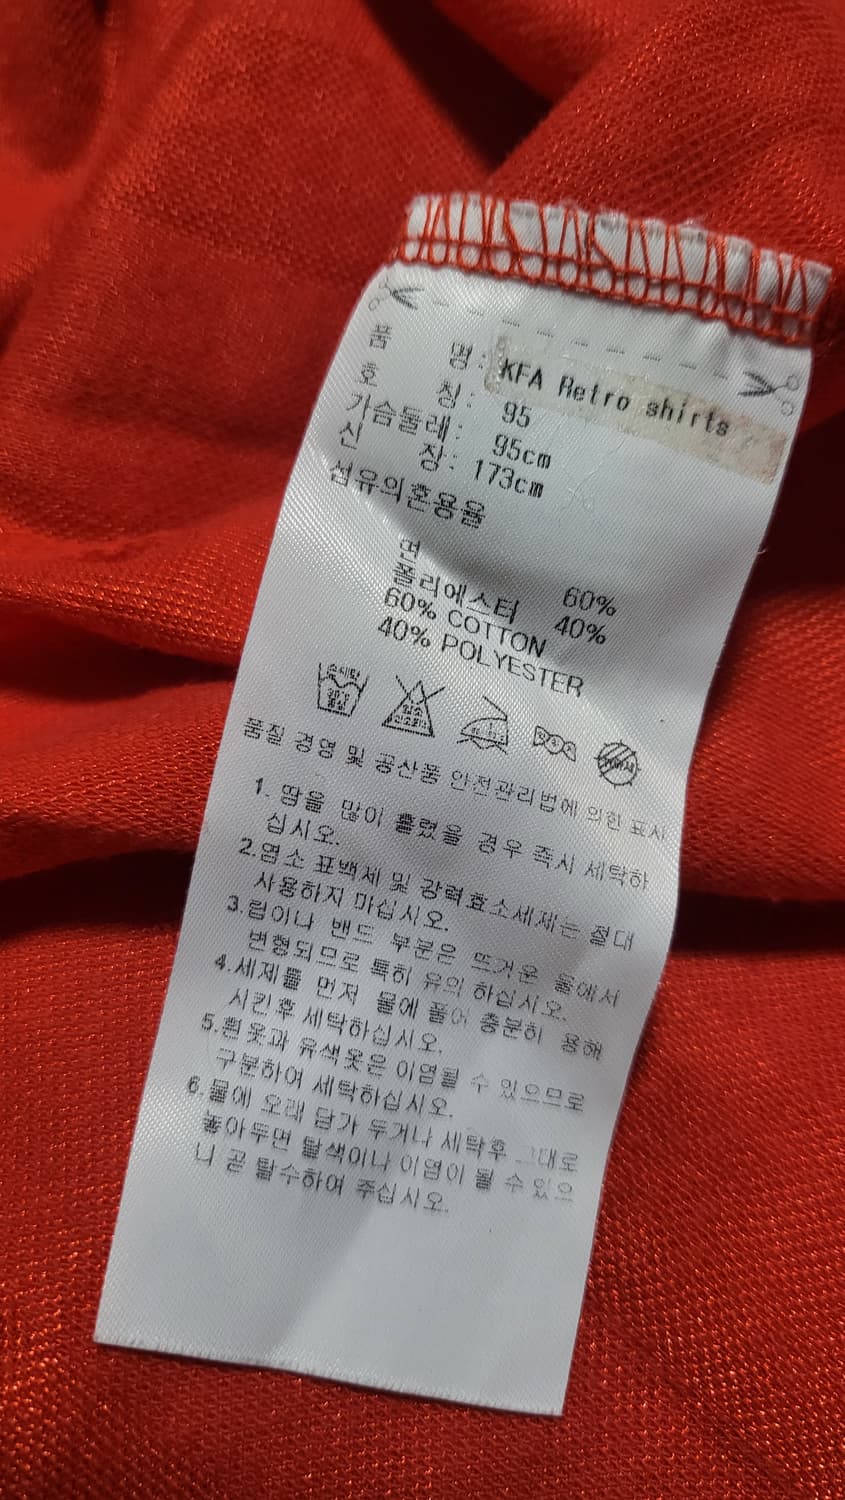 품 명: KFA Retro shirts
호 칭: 95
가슴둘레: 95cm
신 장: 173cm
섬유의혼용율
면 60%
폴리에스터 40%
60% COTTON
40% POLYESTER
품질 경영 및 공산품 안전관리법에 의한 표시
1. 땀을 많이 흘렸을 경우 즉시 세탁하
십시오.
2.염소 표백제 및 강력효소세제는 절대
사용하지 마십시오.
3.립이나 밴드 부분은 뜨거운 물에서
변형되므로 특히 유의 하십시오.
4.세제를 먼저 물에 풀어 충분히 용해
시킨후 세탁하십시오.
5.흰옷과 유색옷은 이염될 수 있으므로
구분하여 세탁하십시오.
6.물에 오래 담가 두거나 세탁후 그대로
놓아두면 탈색이나 이염이 될 수 있으
니 곧 탈수하여 주십시오.